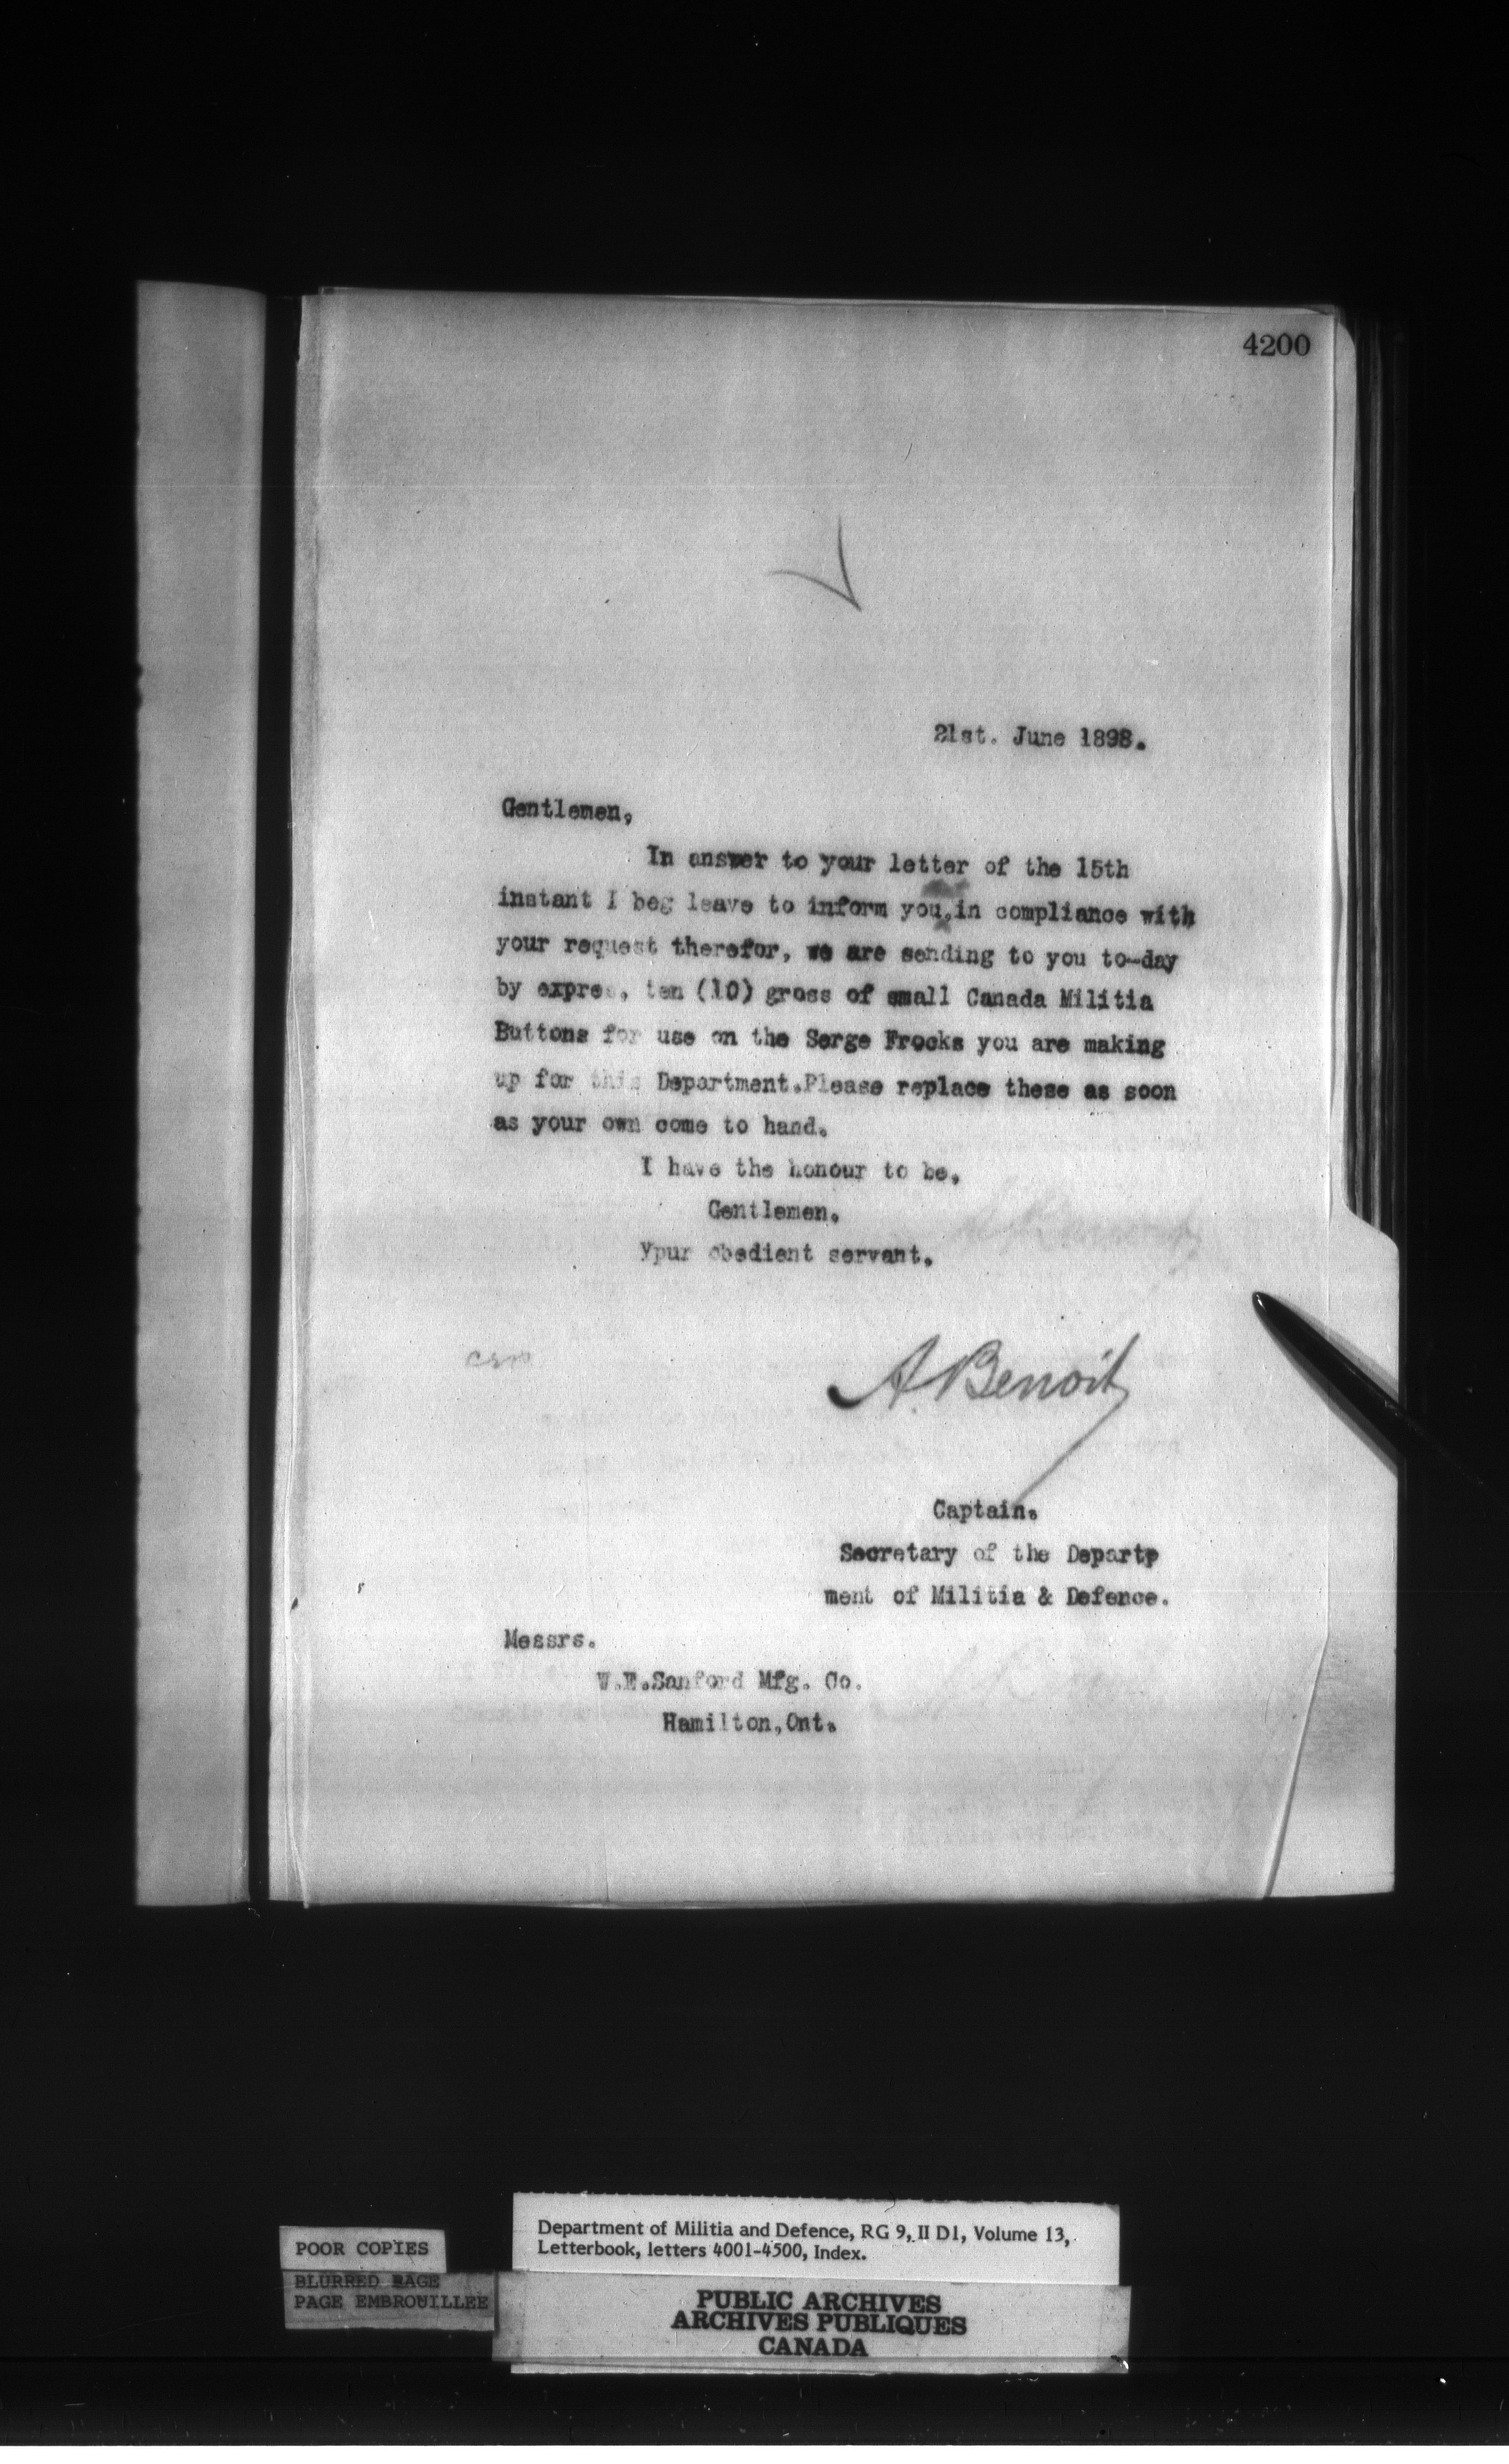 4200
21st. June 1898.
Gentlemen,
In answer to your letter of the 15th
instant I beg leave to inform you,in compliance with
your request therefor, we are sending to you to-day
by expres, ten (10) gross of small Canada Militia
Buttons for use on the Serge Frocks you are making
up for this Department.Please replace these as soon
as your own come to hand.
I have the honour to be,
Gentlemen,
Ypur obedient servant,
A. Benoit
Captain.
Secretary of the Departp
ment of Militia & Defence.
Messrs.
W.E.Sanford Mfg. Co.
Hamilton,Ont.
POOR COPIES
BLURRED PAGE
PAGE EMBROUILLEE
Department of Militia and Defence, RG 9, II D1, Volume 13,
Letterbook, letters 4001-4500, Index.
PUBLIC ARCHIVES
ARCHIVES PUBLIQUES
CANADA